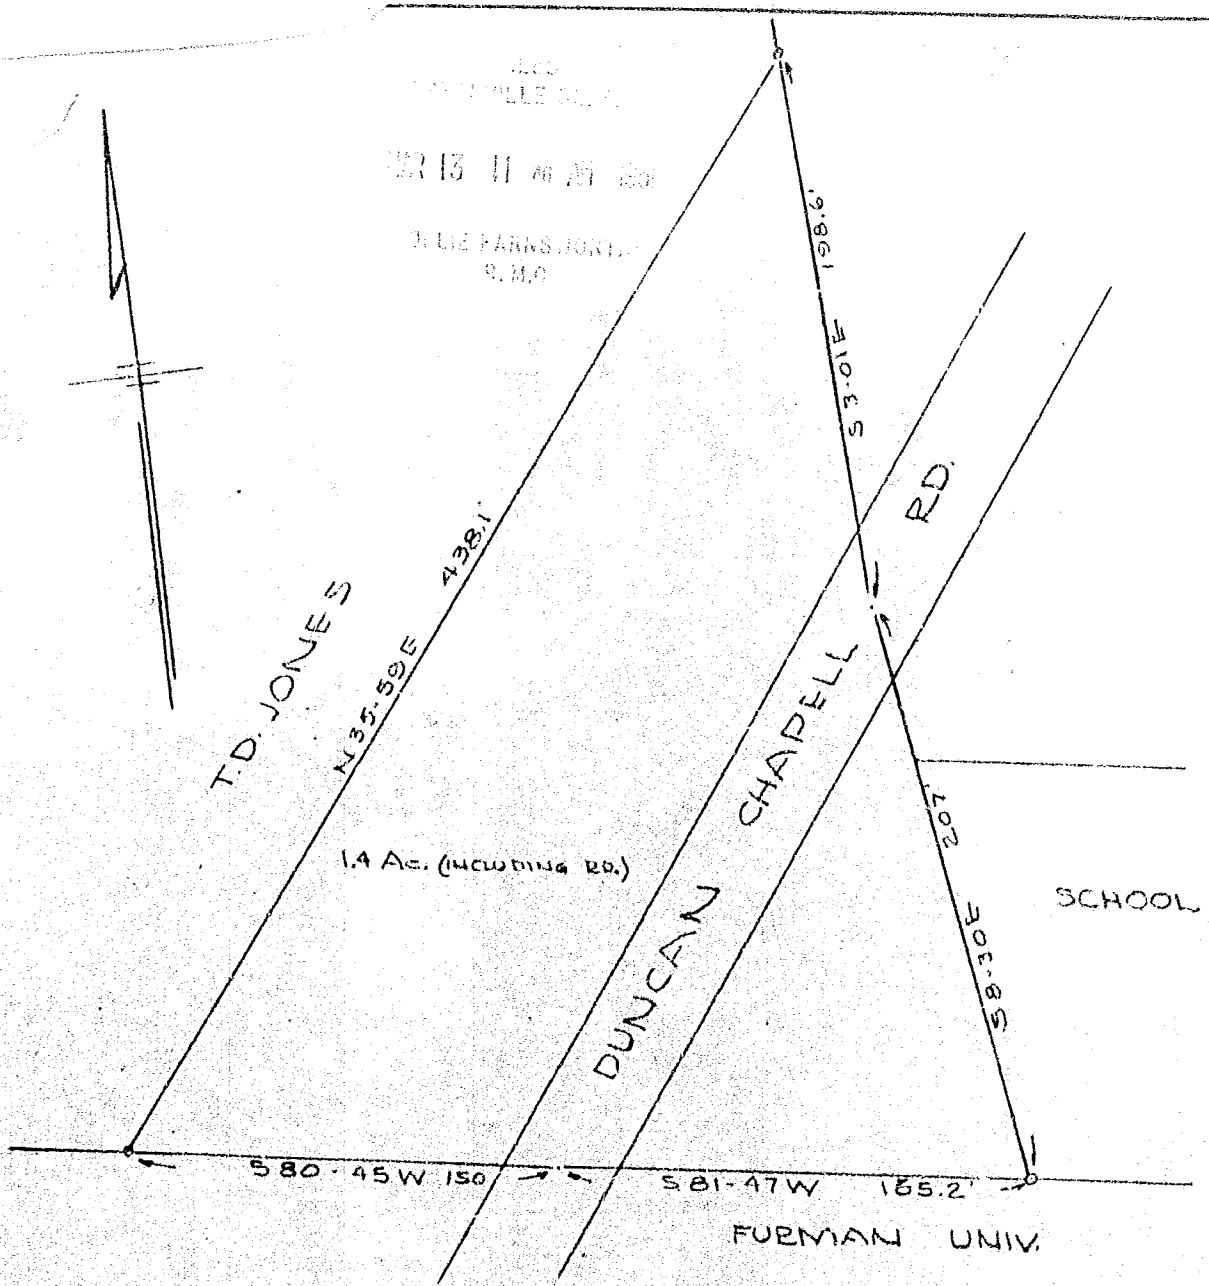 198.6'
S 3-01 E
RD.
438.1'
N 35-59 E
T.D. JONES
CHAPELL
207'
1.4 Ac. (INCLUDING RD.)
SCHOOL
S 8-30 E
DUNCAN
S 80-45 W 150
S 81-47 W 165.2'
FURMAN UNIV.